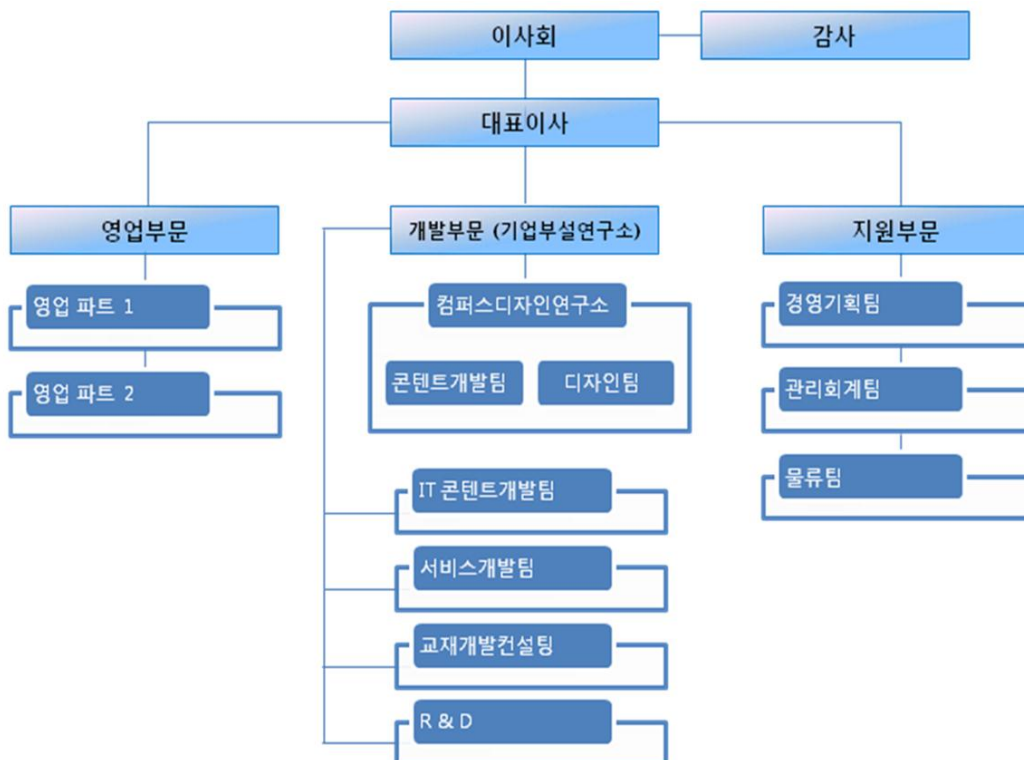 이사회
감사
대표이사
영업부문
개발부문 (기업부설연구소)
지원부문
영업 파트 1
영업 파트 2
컴퍼스디자인연구소
콘텐트개발팀
디자인팀
IT 콘텐트개발팀
서비스개발팀
교재개발컨설팅
R & D
경영기획팀
관리회계팀
물류팀